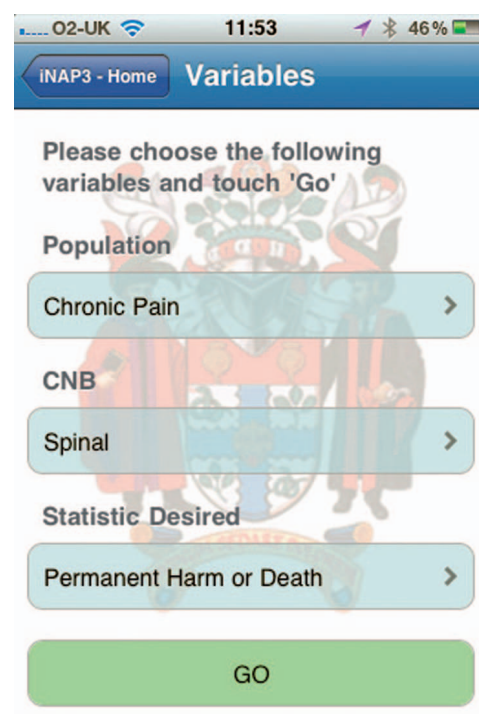 ..... O2-UK 11:53 46%
iNAP3 - Home Variables
Please choose the following
variables and touch 'Go'
Population
Chronic Pain
CNB
Spinal
Statistic Desired
Permanent Harm or Death
GO